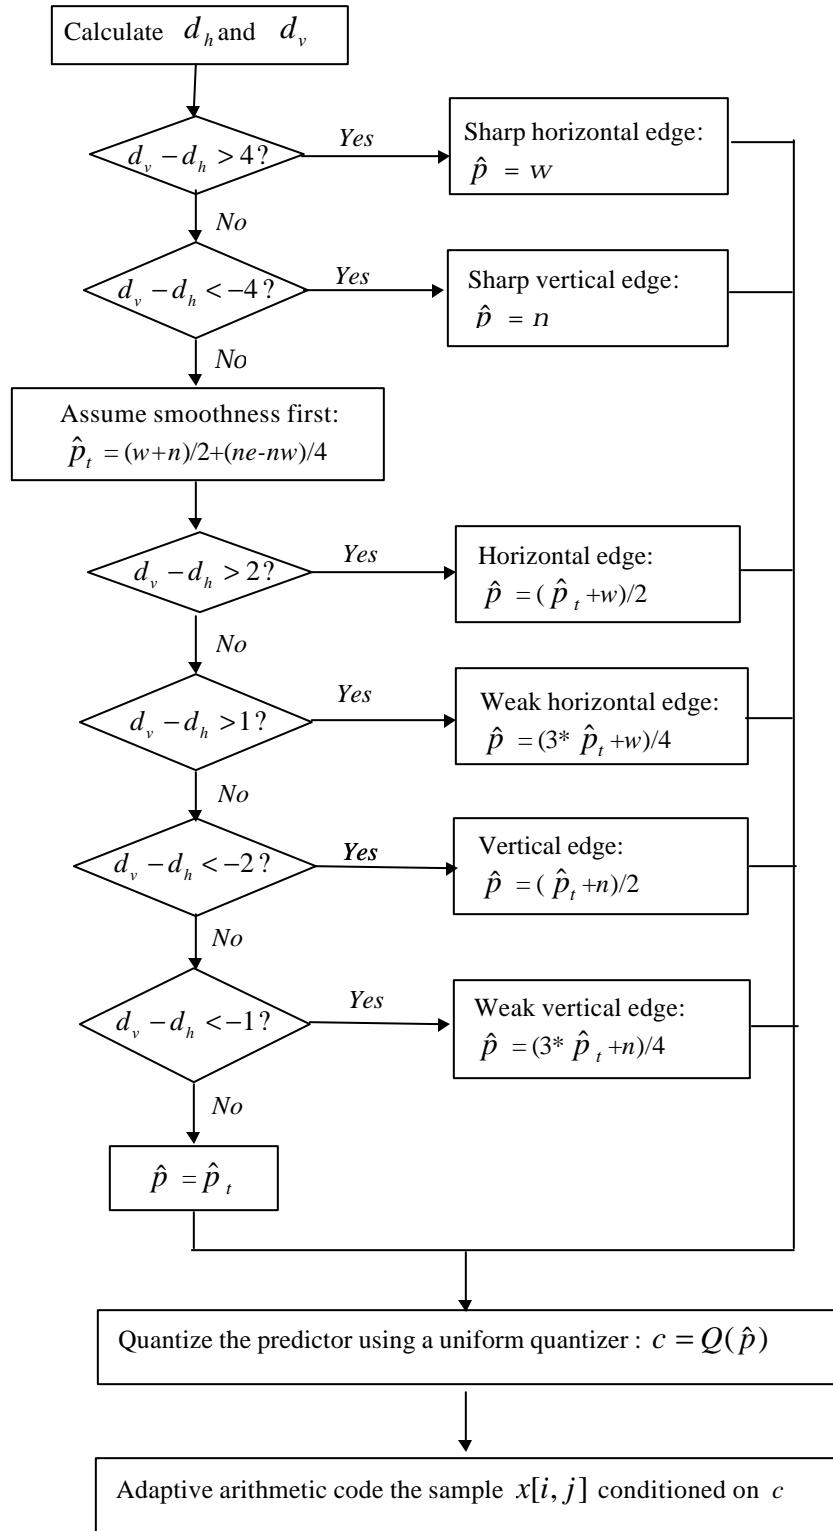 Calculate d_h and d_v
d_v − d_h > 4?
Yes
Sharp horizontal edge:
p̂ = w
No
d_v − d_h < −4?
Yes
Sharp vertical edge:
p̂ = n
No
Assume smoothness first:
p̂_t = (w+n)/2+(ne-nw)/4
d_v − d_h > 2?
Yes
Horizontal edge:
p̂ = ( p̂_t +w)/2
No
d_v − d_h > 1?
Yes
Weak horizontal edge:
p̂ = (3* p̂_t +w)/4
No
d_v − d_h < −2?
Yes
Vertical edge:
p̂ = ( p̂_t +n)/2
No
d_v − d_h < −1?
Yes
Weak vertical edge:
p̂ = (3* p̂_t +n)/4
No
p̂ = p̂_t
Quantize the predictor using a uniform quantizer : c = Q(p̂)
Adaptive arithmetic code the sample x[i, j] conditioned on c